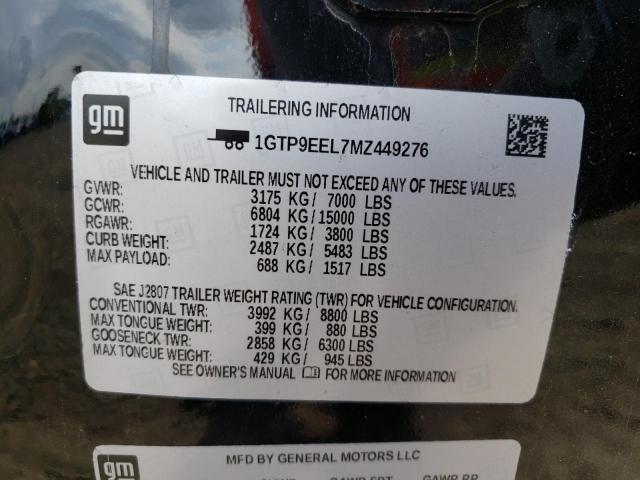 gm
TRAILERING INFORMATION
1GTP9EEL7MZ449276
VEHICLE AND TRAILER MUST NOT EXCEED ANY OF THESE VALUES.
GVWR: 3175 KG / 7000 LBS
GCWR: 6804 KG / 15000 LBS
RGAWR: 1724 KG / 3800 LBS
CURB WEIGHT: 2487 KG / 5483 LBS
MAX PAYLOAD: 688 KG / 1517 LBS
SAE J2807 TRAILER WEIGHT RATING (TWR) FOR VEHICLE CONFIGURATION.
CONVENTIONAL TWR: 3992 KG / 8800 LBS
MAX TONGUE WEIGHT: 399 KG / 880 LBS
GOOSENECK TWR: 2858 KG / 6300 LBS
MAX TONGUE WEIGHT: 429 KG / 945 LBS
SEE OWNER'S MANUAL FOR MORE INFORMATION
gm
MFD BY GENERAL MOTORS LLC
GAWR FRT GAWR RR